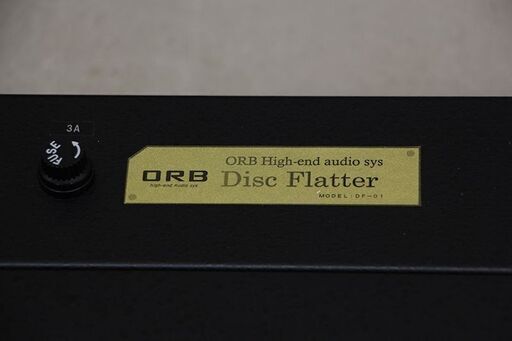 3A
FUSE
ORB High-end audio sys
ORB
high-end Audio sys
Disc Flatter
MODEL:DF-01